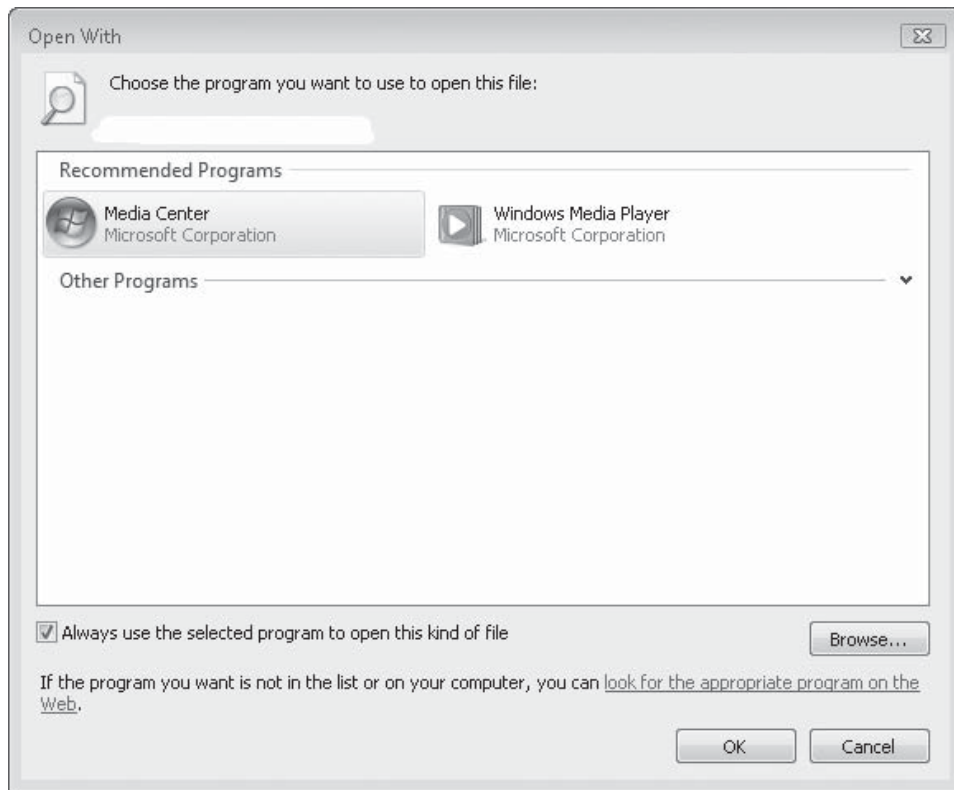 Open With
Choose the program you want to use to open this file:
Recommended Programs
Media Center
Microsoft Corporation
Windows Media Player
Microsoft Corporation
Other Programs
Always use the selected program to open this kind of file
Browse...
If the program you want is not in the list or on your computer, you can look for the appropriate program on the
Web.
OK
Cancel